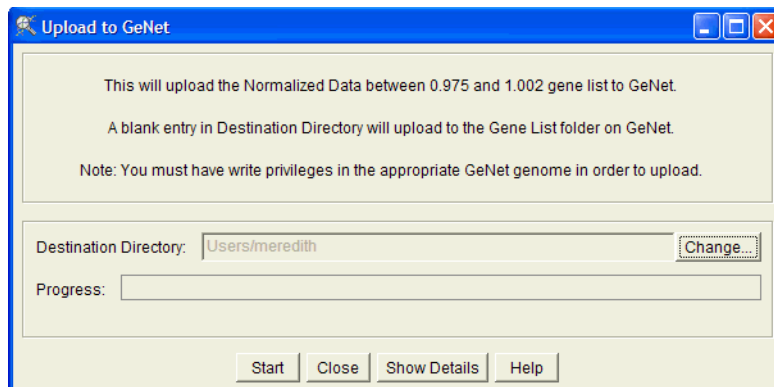 Upload to GeNet
This will upload the Normalized Data between 0.975 and 1.002 gene list to GeNet.
A blank entry in Destination Directory will upload to the Gene List folder on GeNet.
Note: You must have write privileges in the appropriate GeNet genome in order to upload.
Destination Directory: Users/meredith Change...
Progress:
Start Close Show Details Help